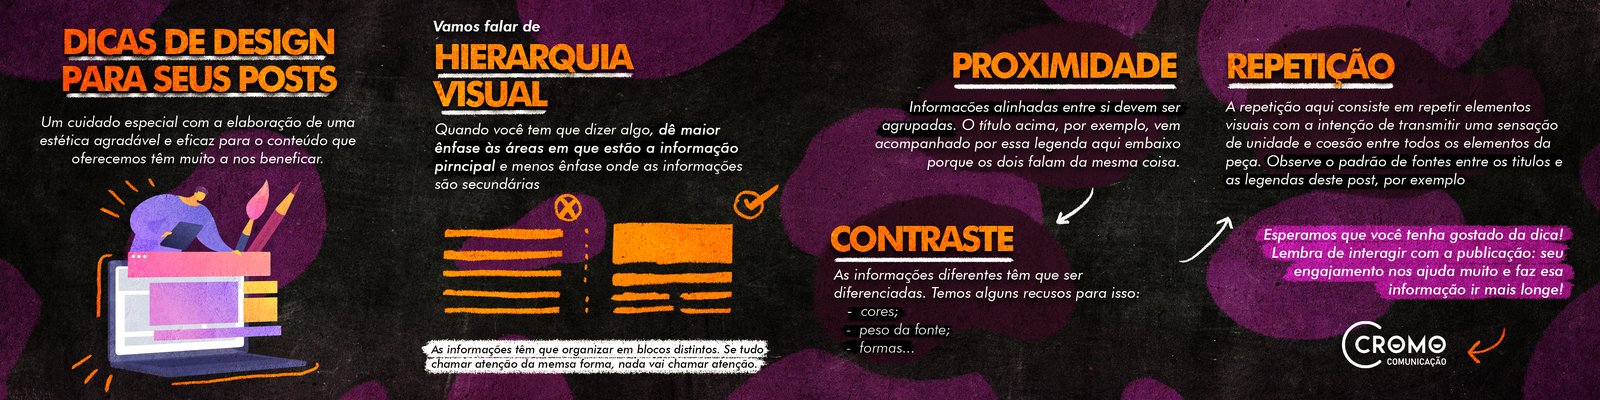 DICAS DE DESIGN
PARA SEUS POSTS
Um cuidado especial com a elaboração de uma
estética agradável e eficaz para o conteúdo que
oferecemos têm muito a nos beneficar.
Vamos falar de
HIERARQUIA
VISUAL
Quando você tem que dizer algo, dê maior
ênfase às áreas em que estão a informação
pirncipal e menos ênfase onde as informações
são secundárias
As informações têm que organizar em blocos distintos. Se tudo
chamar atenção da memsa forma, nada vai chamar atenção.
PROXIMIDADE
Informacões alinhadas entre si devem ser
agrupadas. O título acima, por exemplo, vem
acompanhado por essa legenda aqui embaixo
porque os dois falam da mesma coisa.
CONTRASTE
As informações diferentes têm que ser
diferenciadas. Temos alguns recusos para isso:
- cores;
- peso da fonte;
- formas...
REPETIÇÃO
A repetição aqui consiste em repetir elementos
visuais com a intenção de transmitir uma sensação
de unidade e coesão entre todos os elementos da
peça. Observe o padrão de fontes entre os titulos e
as legendas deste post, por exemplo
Esperamos que você tenha gostado da dica!
Lembra de interagir com a publicação: seu
engajamento nos ajuda muito e faz esa
informação ir mais longe!
CROMO
COMUNICAÇÃO